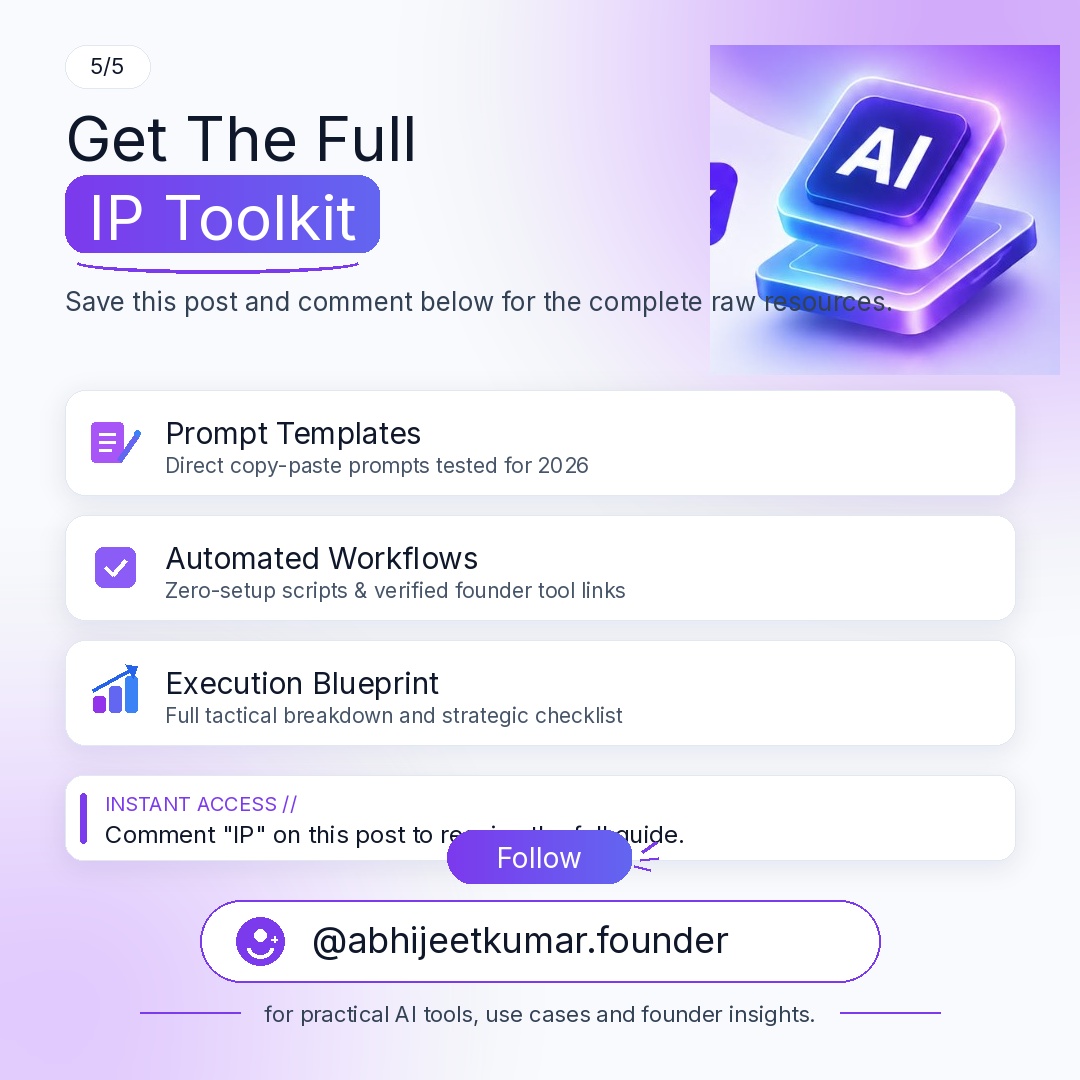 5/5
Get The Full
IP Toolkit
AI
Save this post and comment below for the complete raw resources.
Prompt Templates
Direct copy-paste prompts tested for 2026
Automated Workflows
Zero-setup scripts & verified founder tool links
Execution Blueprint
Full tactical breakdown and strategic checklist
INSTANT ACCESS //
Comment "IP" on this post to guide.
Follow
@abhijeetkumar.founder
for practical AI tools, use cases and founder insights.